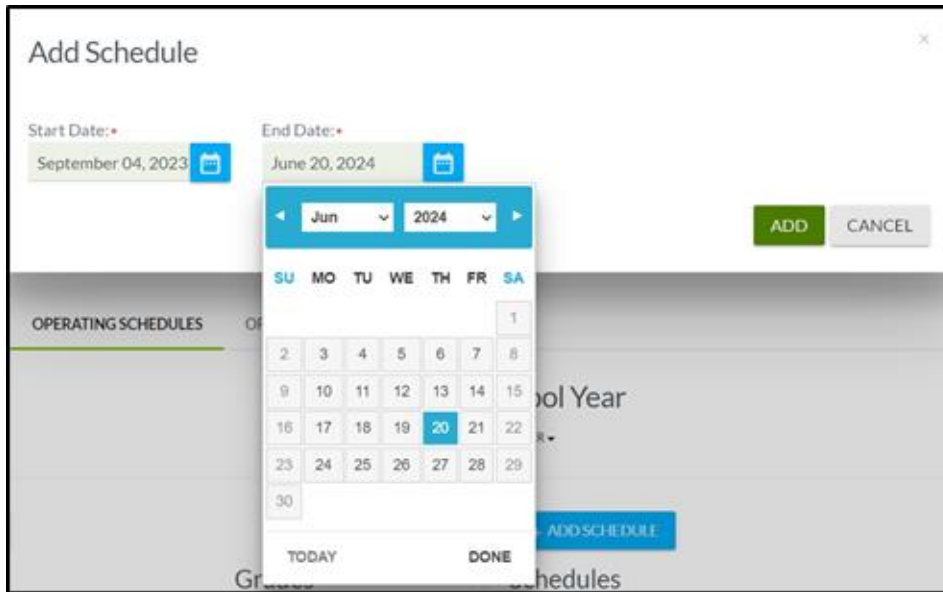 Add Schedule
×
Start Date:•
End Date:•
September 04, 2023
June 20, 2024
Jun
2024
ADD
CANCEL
SU MO TU WE TH FR SA
1
2 3 4 5 6 7 8
9 10 11 12 13 14 15
16 17 18 19 20 21 22
23 24 25 26 27 28 29
30
TODAY
DONE
OPERATING SCHEDULES
ool Year
ADD SCHEDULE